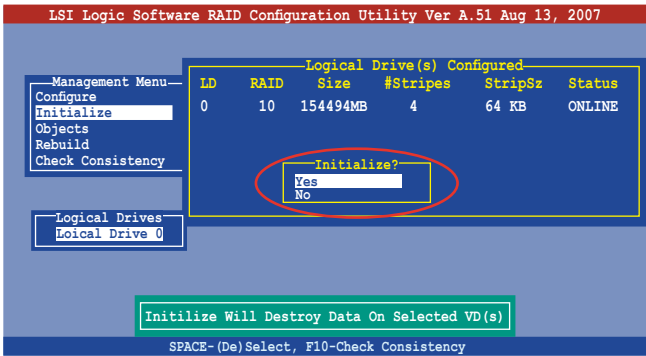 LSI Logic Software RAID Configuration Utility Ver A.51 Aug 13, 2007
Logical Drive(s) Configured
LD RAID Size #Stripes StripSz Status
0 10 154494MB 4 64 KB ONLINE
Management Menu
Configure
Initialize
Objects
Rebuild
Check Consistency
Initialize?
Yes
No
Logical Drives
Loical Drive 0
Initilize Will Destroy Data On Selected VD(s)
SPACE-(De)Select, F10-Check Consistency